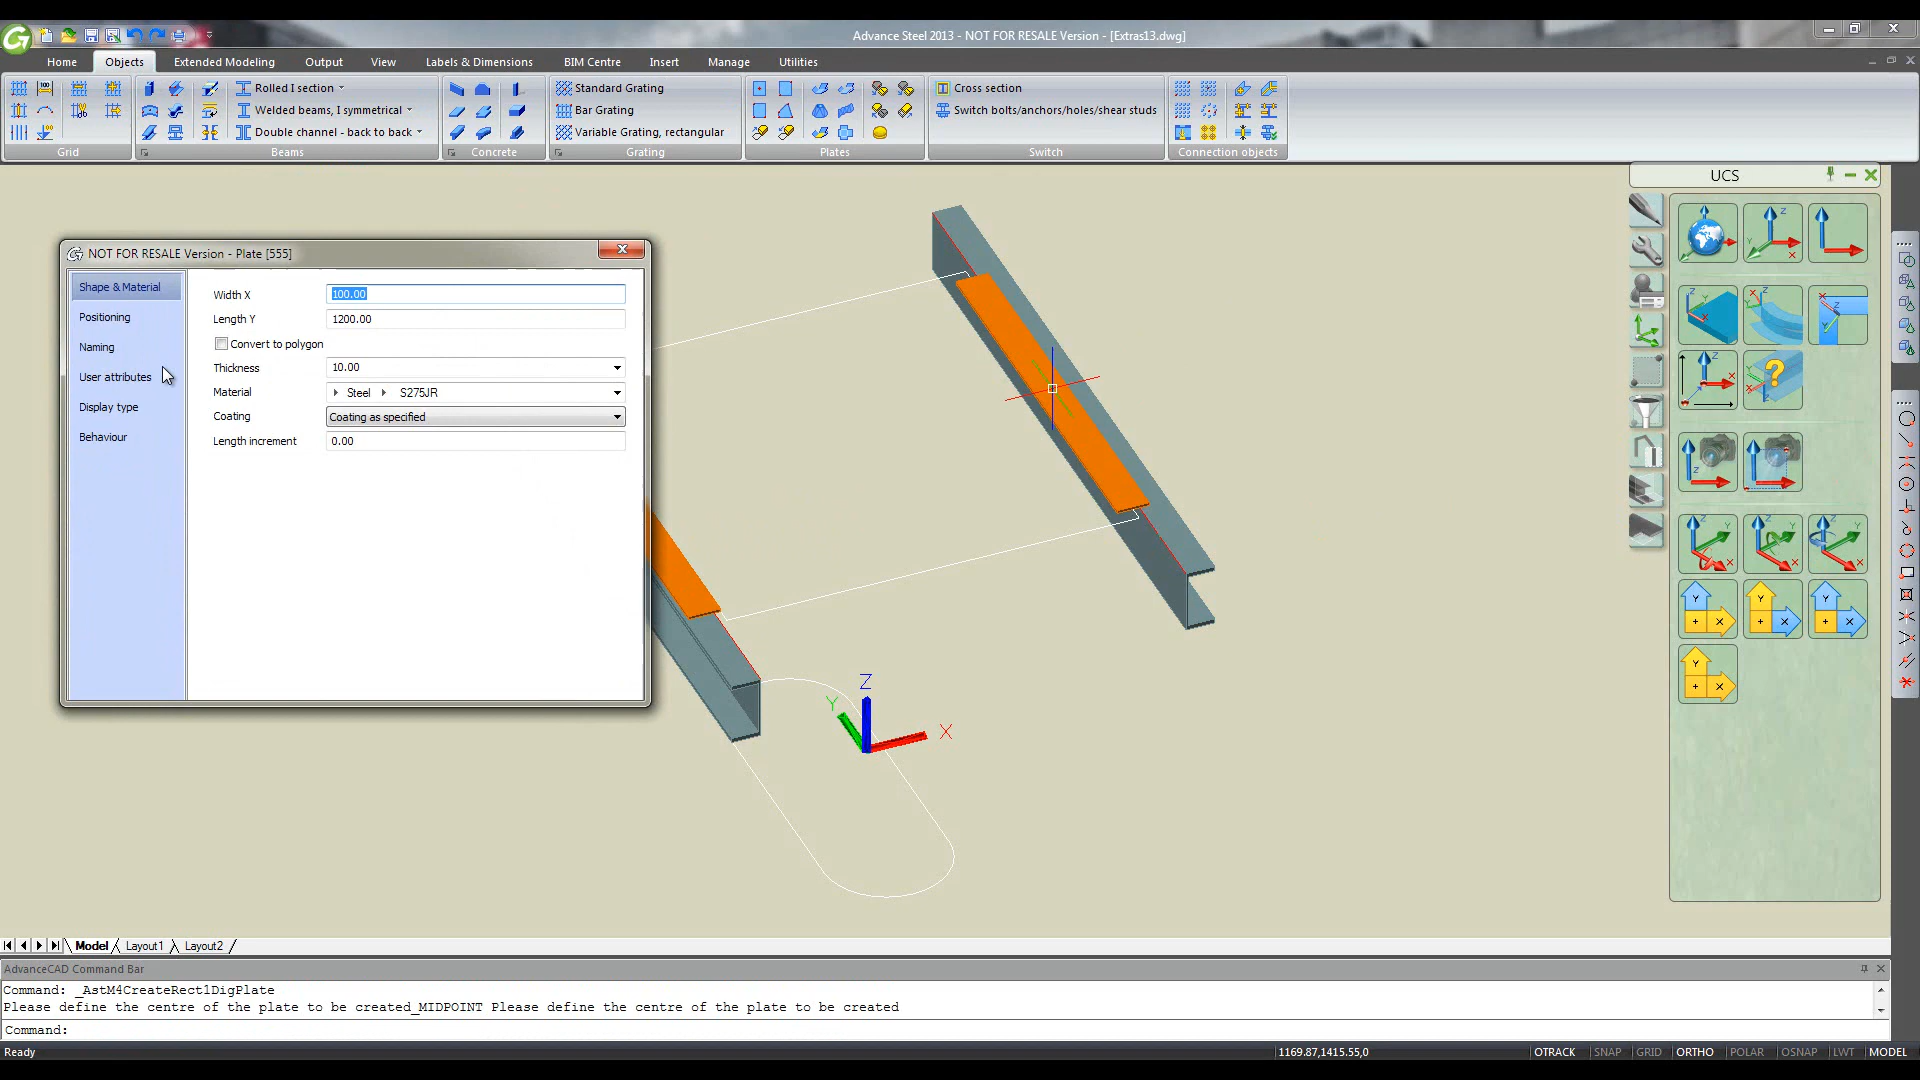 Advance Steel 2013 - NOT FOR RESALE Version - [Extras13.dwg]
Home Objects Extended Modeling Output View Labels & Dimensions BIM Centre Insert Manage Utilities
Rolled I section
Welded beams, I symmetrical
Double channel - back to back
Standard Grating
Bar Grating
Variable Grating, rectangular
Cross section
Switch bolts/anchors/holes/shear studs
Grid Beams Concrete Grating Plates Switch Connection objects
UCS
NOT FOR RESALE Version - Plate [555]
Shape & Material
Positioning
Naming
User attributes
Display type
Behaviour
Width X 100.00
Length Y 1200.00
Convert to polygon
Thickness 10.00
Material Steel S275JR
Coating Coating as specified
Length increment 0.00
Z
Y
X
Model Layout1 Layout2
AdvanceCAD Command Bar
Command: _AstM4CreateRect1DigPlate
Please define the centre of the plate to be created_MIDPOINT Please define the centre of the plate to be created
Command:
Ready 1169.87,1415.55,0 OTRACK SNAP GRID ORTHO POLAR OSNAP LWT MODEL